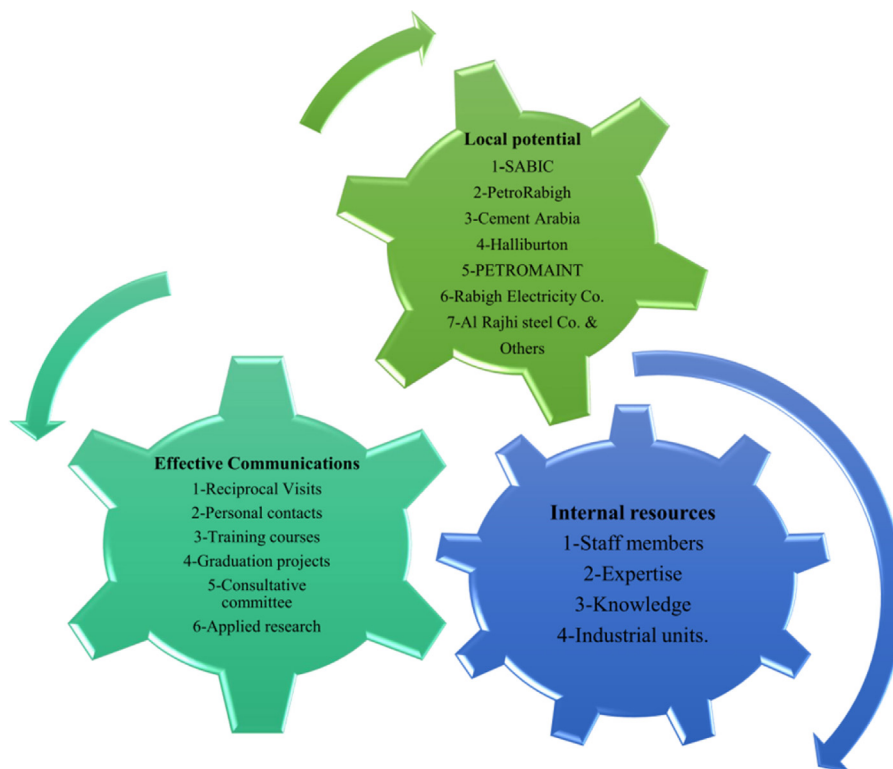 Local potential
1-SABIC
2-PetroRabigh
3-Cement Arabia
4-Halliburton
5-PETROMAINT
6-Rabigh Electricity Co.
7-Al Rajhi steel Co. &
Others
Effective Communications
1-Reciprocal Visits
2-Personal contacts
3-Training courses
4-Graduation projects
5-Consultative
committee
6-Applied research
Internal resources
1-Staff members
2-Expertise
3-Knowledge
4-Industrial units.